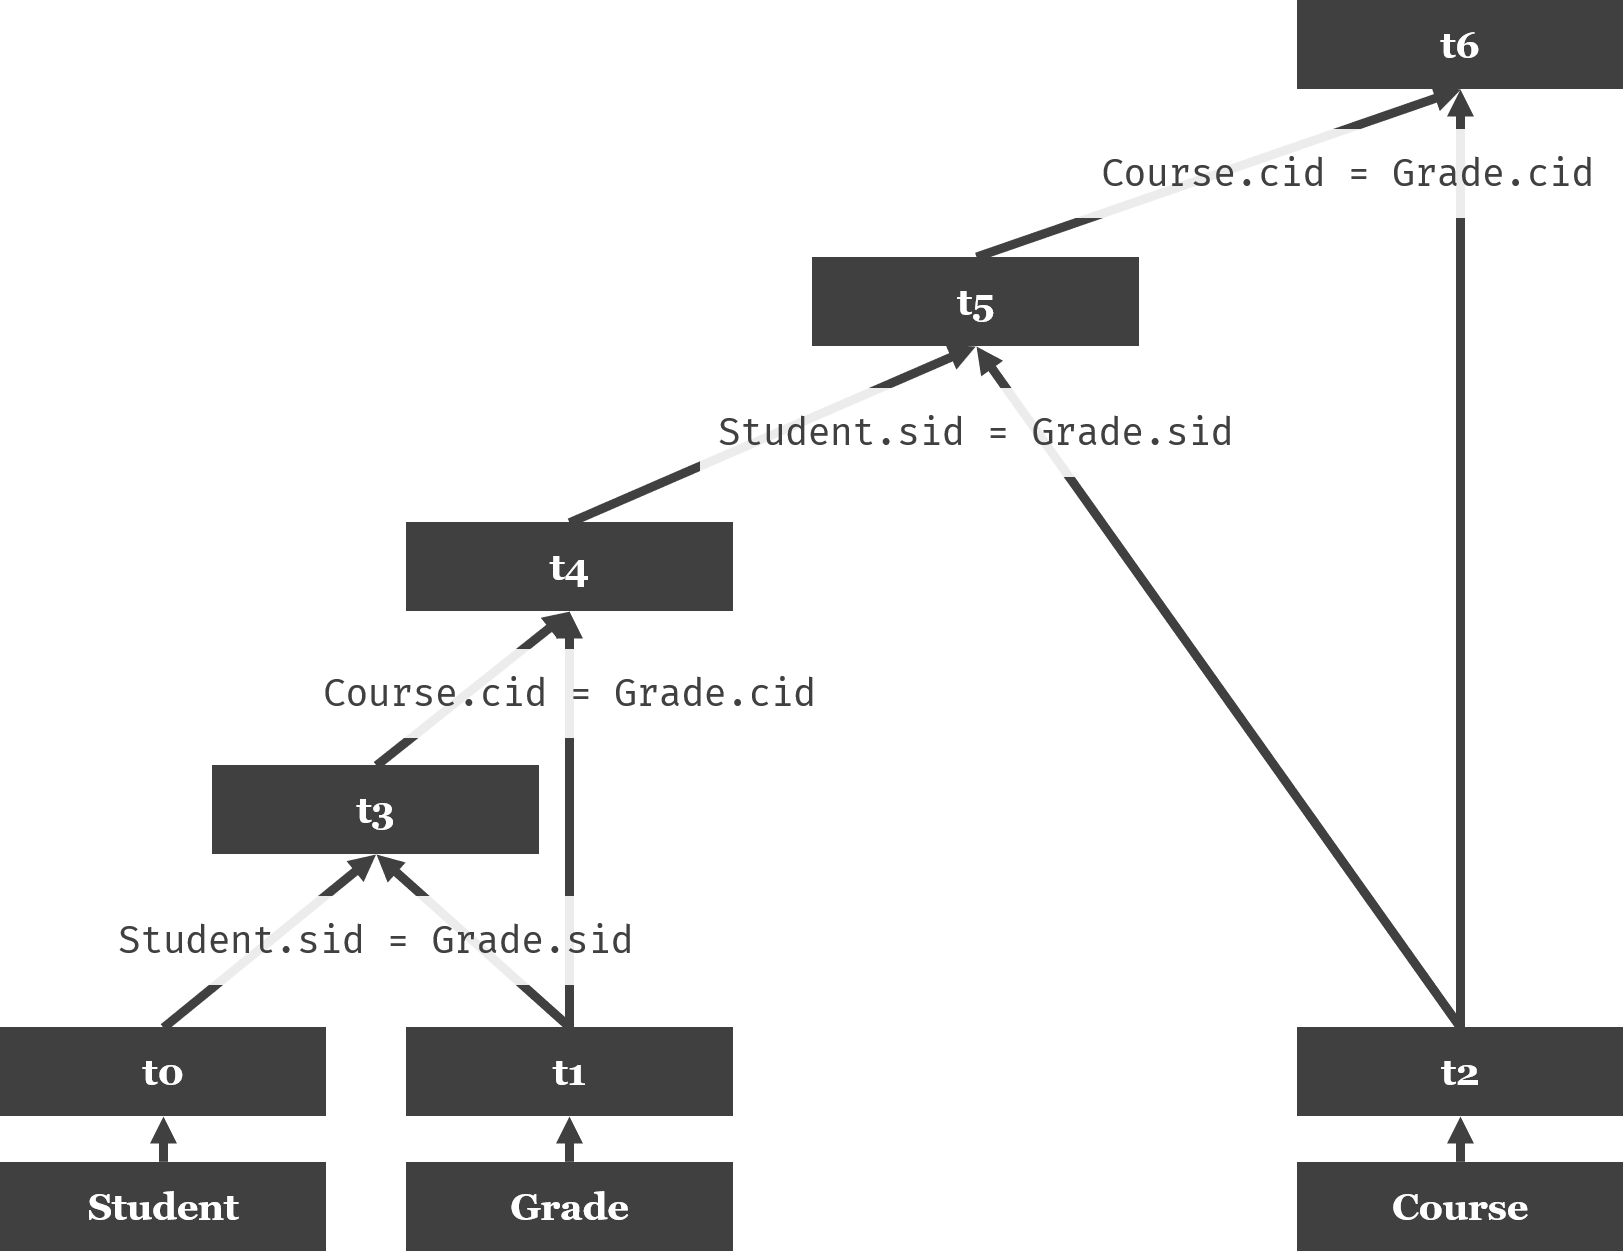 t6
Course.cid = Grade.cid
t5
Student.sid = Grade.sid
t4
Course.cid = Grade.cid
t3
Student.sid = Grade.sid
t0
t1
t2
Student
Grade
Course